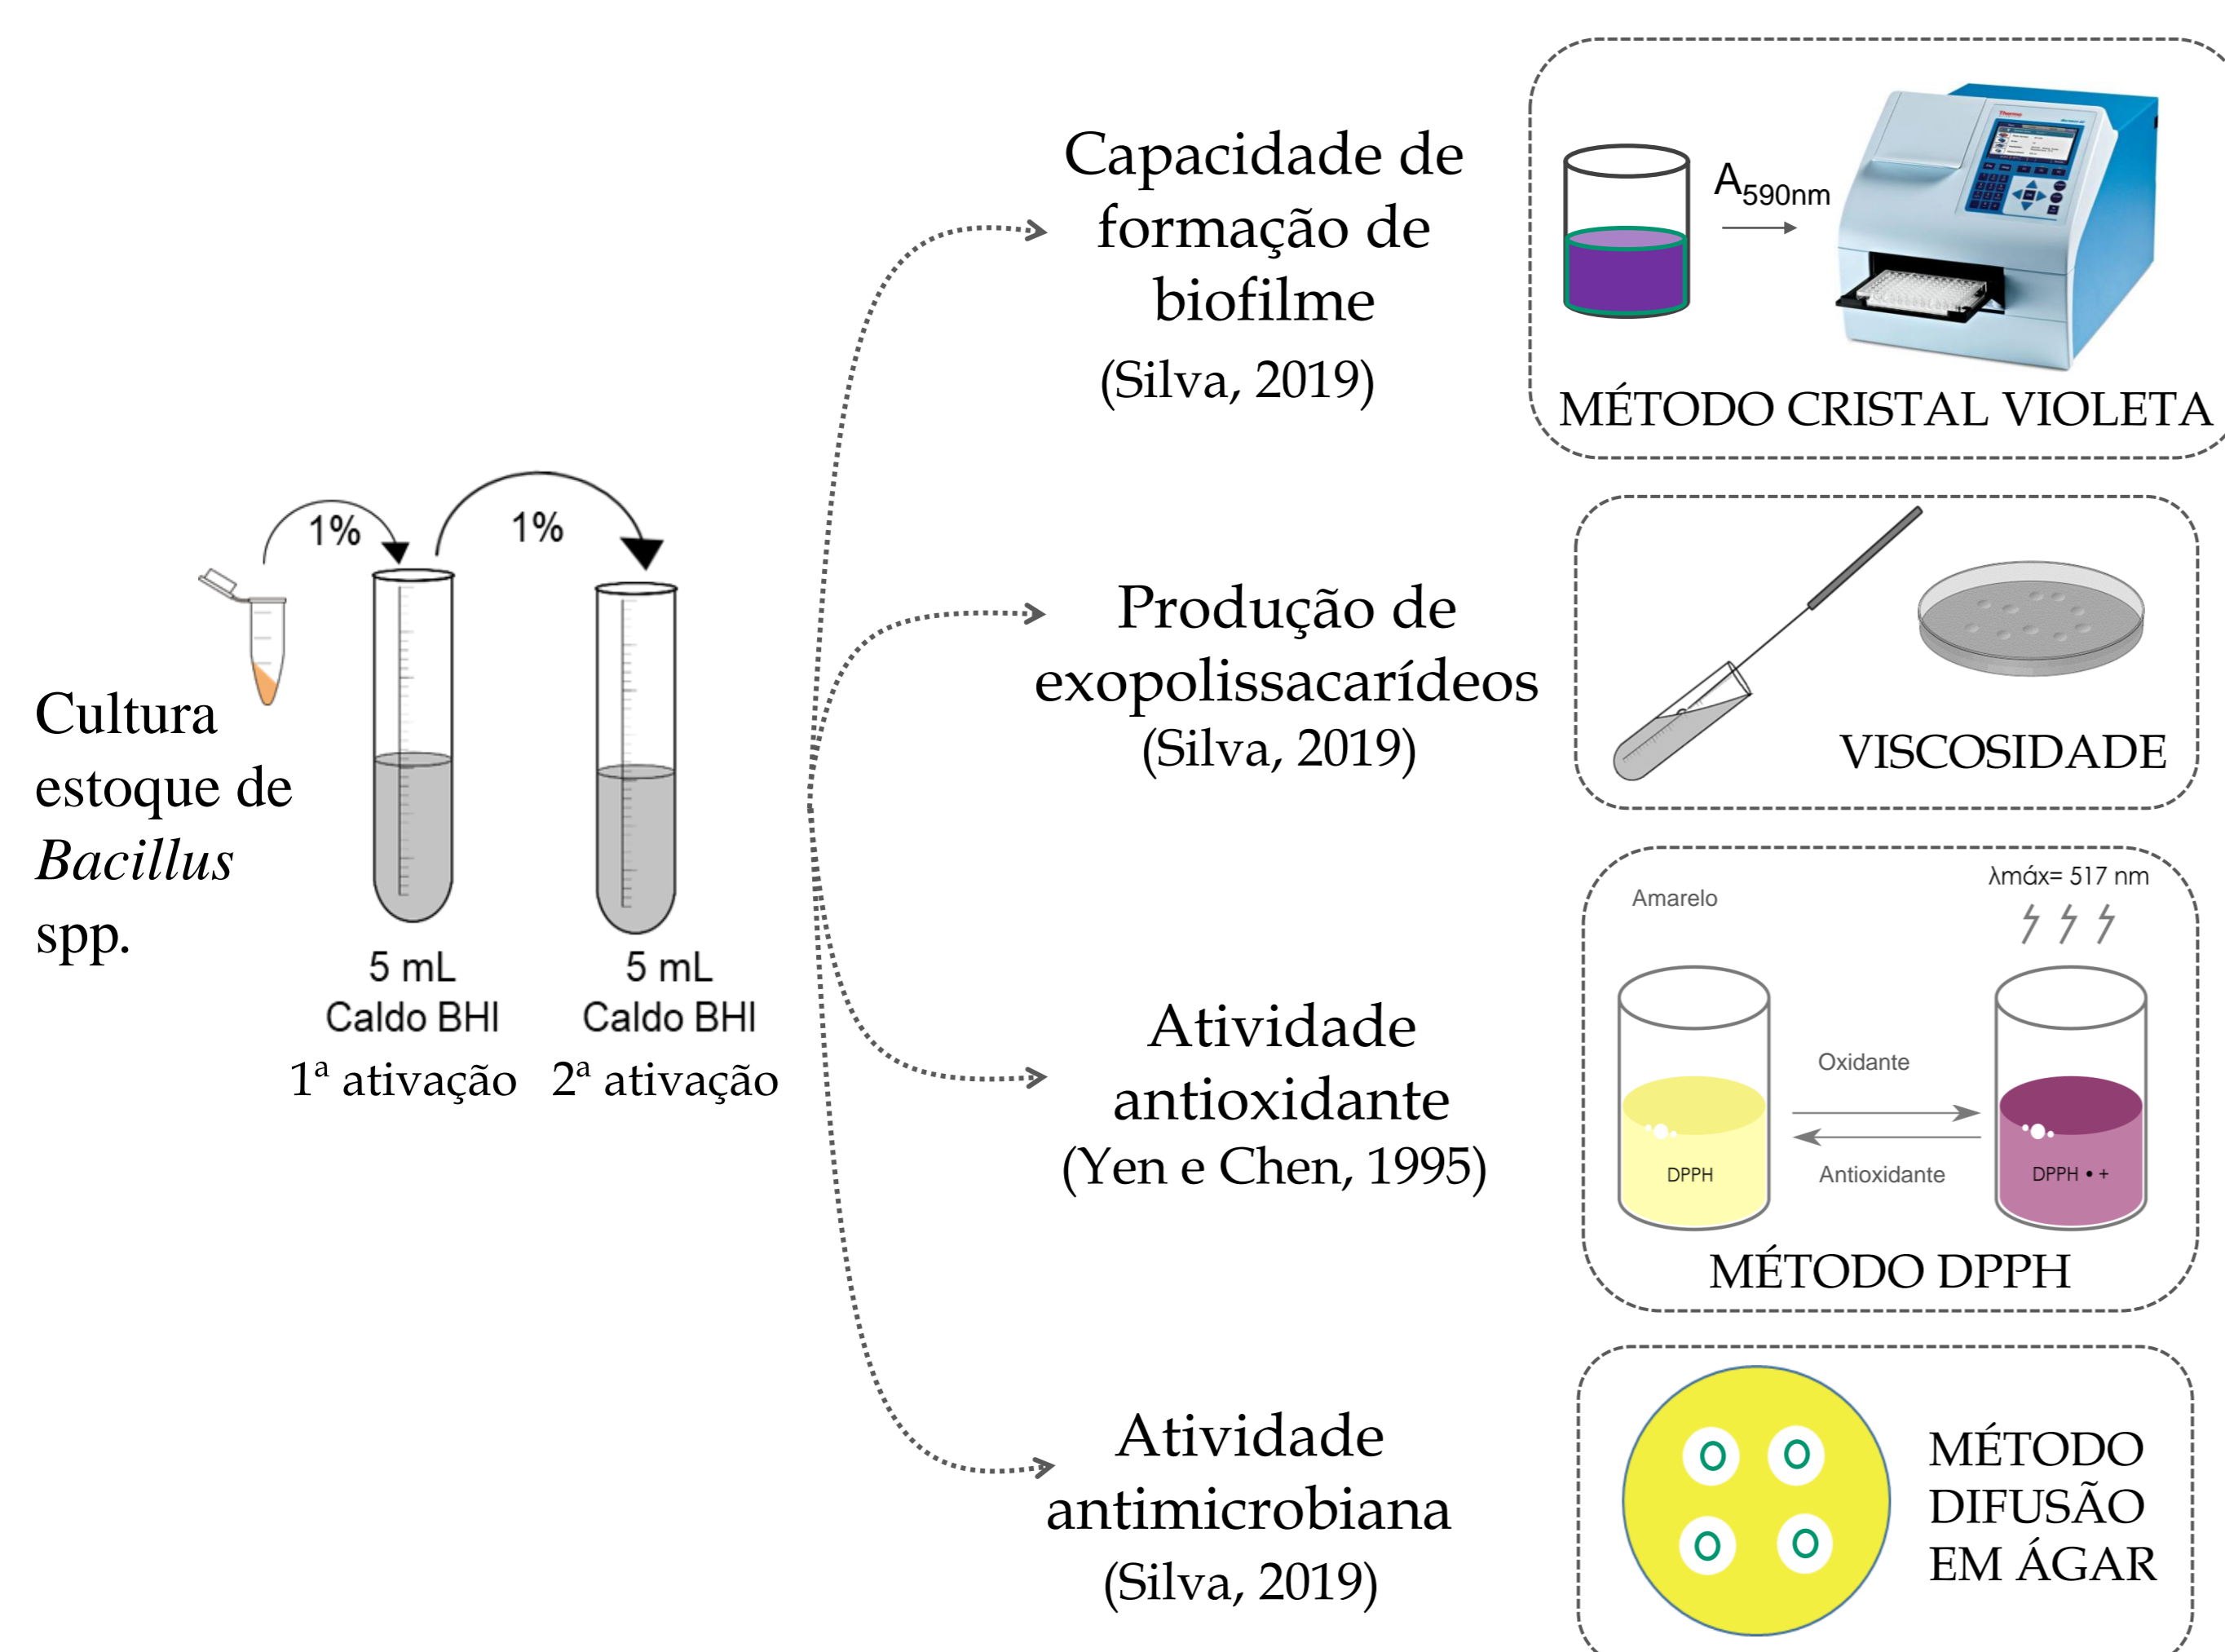 1%
1%
Cultura
estoque de
Bacillus
spp.
5 mL
Caldo BHI
1ª ativação
5 mL
Caldo BHI
2ª ativação
Capacidade de
formação de
biofilme
(Silva, 2019)
A590nm
MÉTODO CRISTAL VIOLETA
Produção de
exopolissacarídeos
(Silva, 2019)
VISCOSIDADE
Atividade
antioxidante
(Yen e Chen, 1995)
Amarelo
λmáx= 517 nm
Oxidante
Antioxidante
DPPH
DPPH • +
MÉTODO DPPH
Atividade
antimicrobiana
(Silva, 2019)
MÉTODO
DIFUSÃO
EM ÁGAR